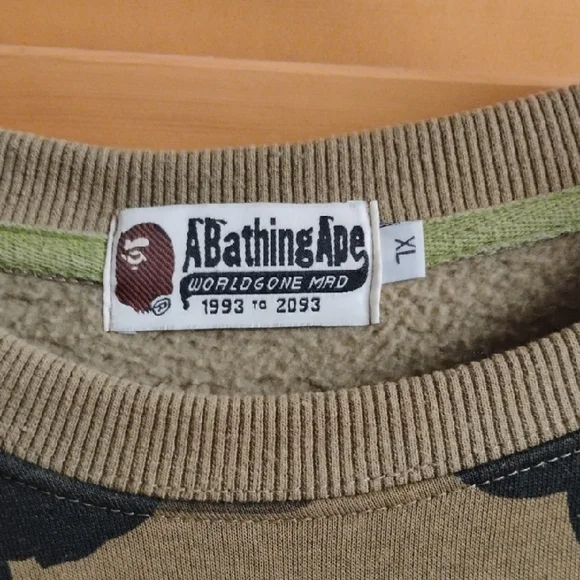 ABathingApe
WORLDGONE MAD
1993 TO 2093
XL